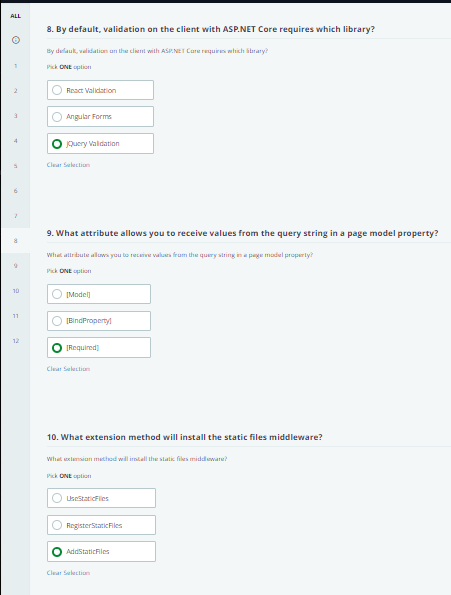 ALL
1
2
3
4
5
6
7
8
9
10
11
12
8. By default, validation on the client with ASP.NET Core requires which library?
By default, validation on the client with ASP.NET Core requires which library?
Pick ONE option
React Validation
Angular Forms
jQuery Validation
Clear Selection
9. What attribute allows you to receive values from the query string in a page model property?
What attribute allows you to receive values from the query string in a page model property?
Pick ONE option
[Model]
[BindProperty]
[Required]
Clear Selection
10. What extension method will install the static files middleware?
What extension method will install the static files middleware?
Pick ONE option
UseStaticFiles
RegisterStaticFiles
AddStaticFiles
Clear Selection